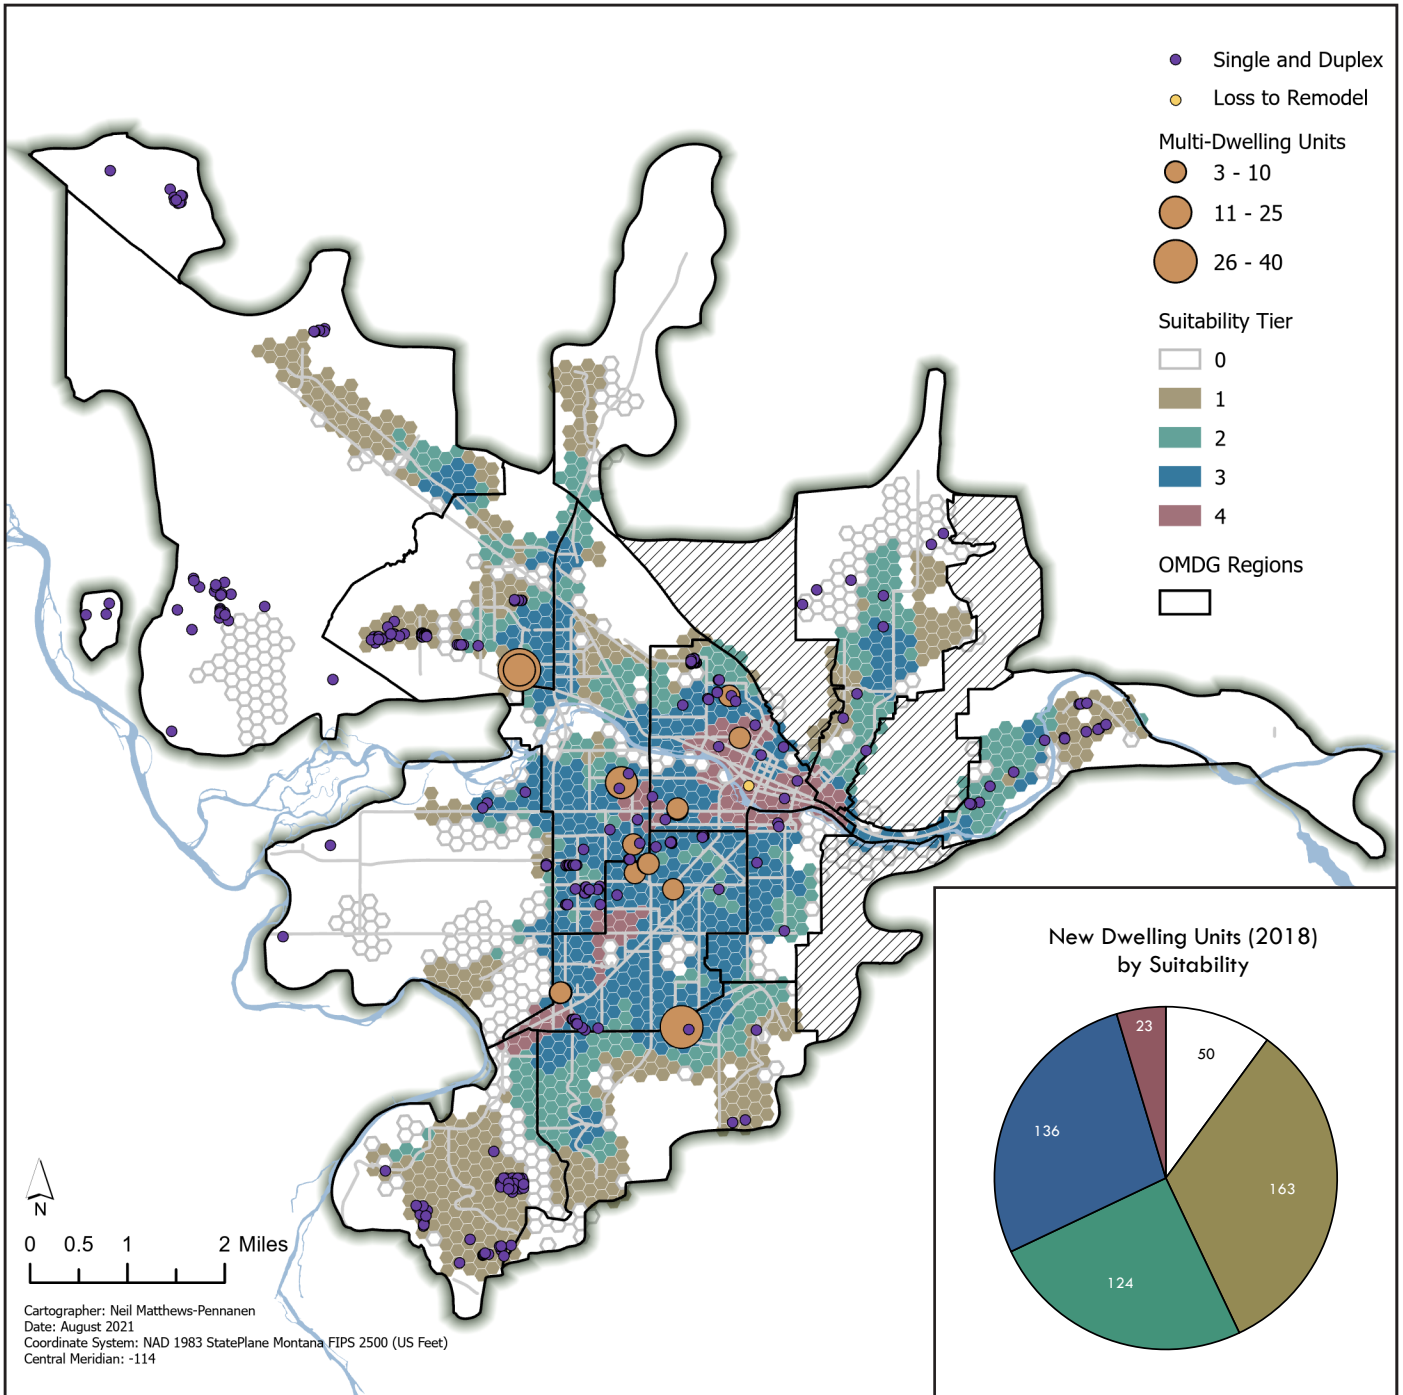 Single and Duplex
Loss to Remodel
Multi-Dwelling Units
3 - 10
11 - 25
26 - 40
Suitability Tier
0
1
2
3
4
OMDG Regions
New Dwelling Units (2018)
by Suitability
23
50
136
163
124
N
0 0.5 1 2 Miles
Cartographer: Neil Matthews-Pennanen
Date: August 2021
Coordinate System: NAD 1983 StatePlane Montana FIPS 2500 (US Feet)
Central Meridian: -114